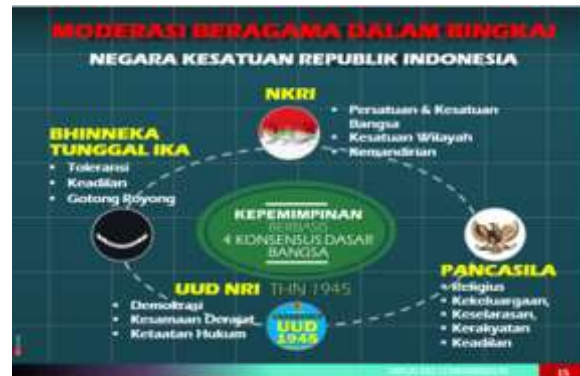 MODERASI BERAGAMA DALAM BINGKAI
NEGARA KESATUAN REPUBLIK INDONESIA
NKRI
• Persatuan & Kesatuan
Bangsa
• Kesatuan Wilayah
• Kemandirian
BHINNEKA
TUNGGAL IKA
• Toleransi
• Keadilan
• Gotong Royong
KEPEMIMPINAN
BERBASIS
4 KONSENSUS DASAR
BANGSA
PANCASILA
• Religius
• Kekeluargaan,
• Keselarasan,
• Kerakyatan
• Keadilan
UUD NRI THN 1945
• Demokrasi
• Kesamaan Derajat,
• Ketaatan Hukum
UUD
1945
15